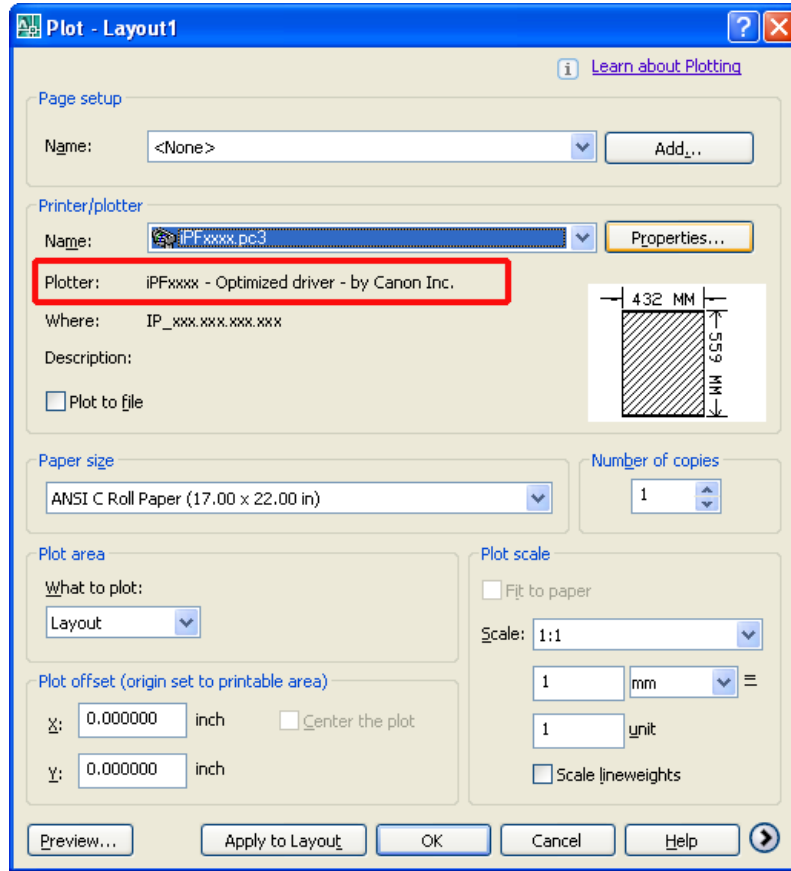 Plot - Layout1
Learn about Plotting
Page setup
Name: <None> Add...
Printer/plotter
Name: iPFxxxx.pc3 Properties...
Plotter: iPFxxxx - Optimized driver - by Canon Inc.
Where: IP_xxx.xxx.xxx.xxx
Description:
Plot to file
432 MM
559 MM
Paper size
ANSI C Roll Paper (17.00 x 22.00 in)
Number of copies
1
Plot area
What to plot:
Layout
Plot scale
Fit to paper
Scale: 1:1
1 mm =
1 unit
Scale lineweights
Plot offset (origin set to printable area)
X: 0.000000 inch Center the plot
Y: 0.000000 inch
Preview... Apply to Layout OK Cancel Help